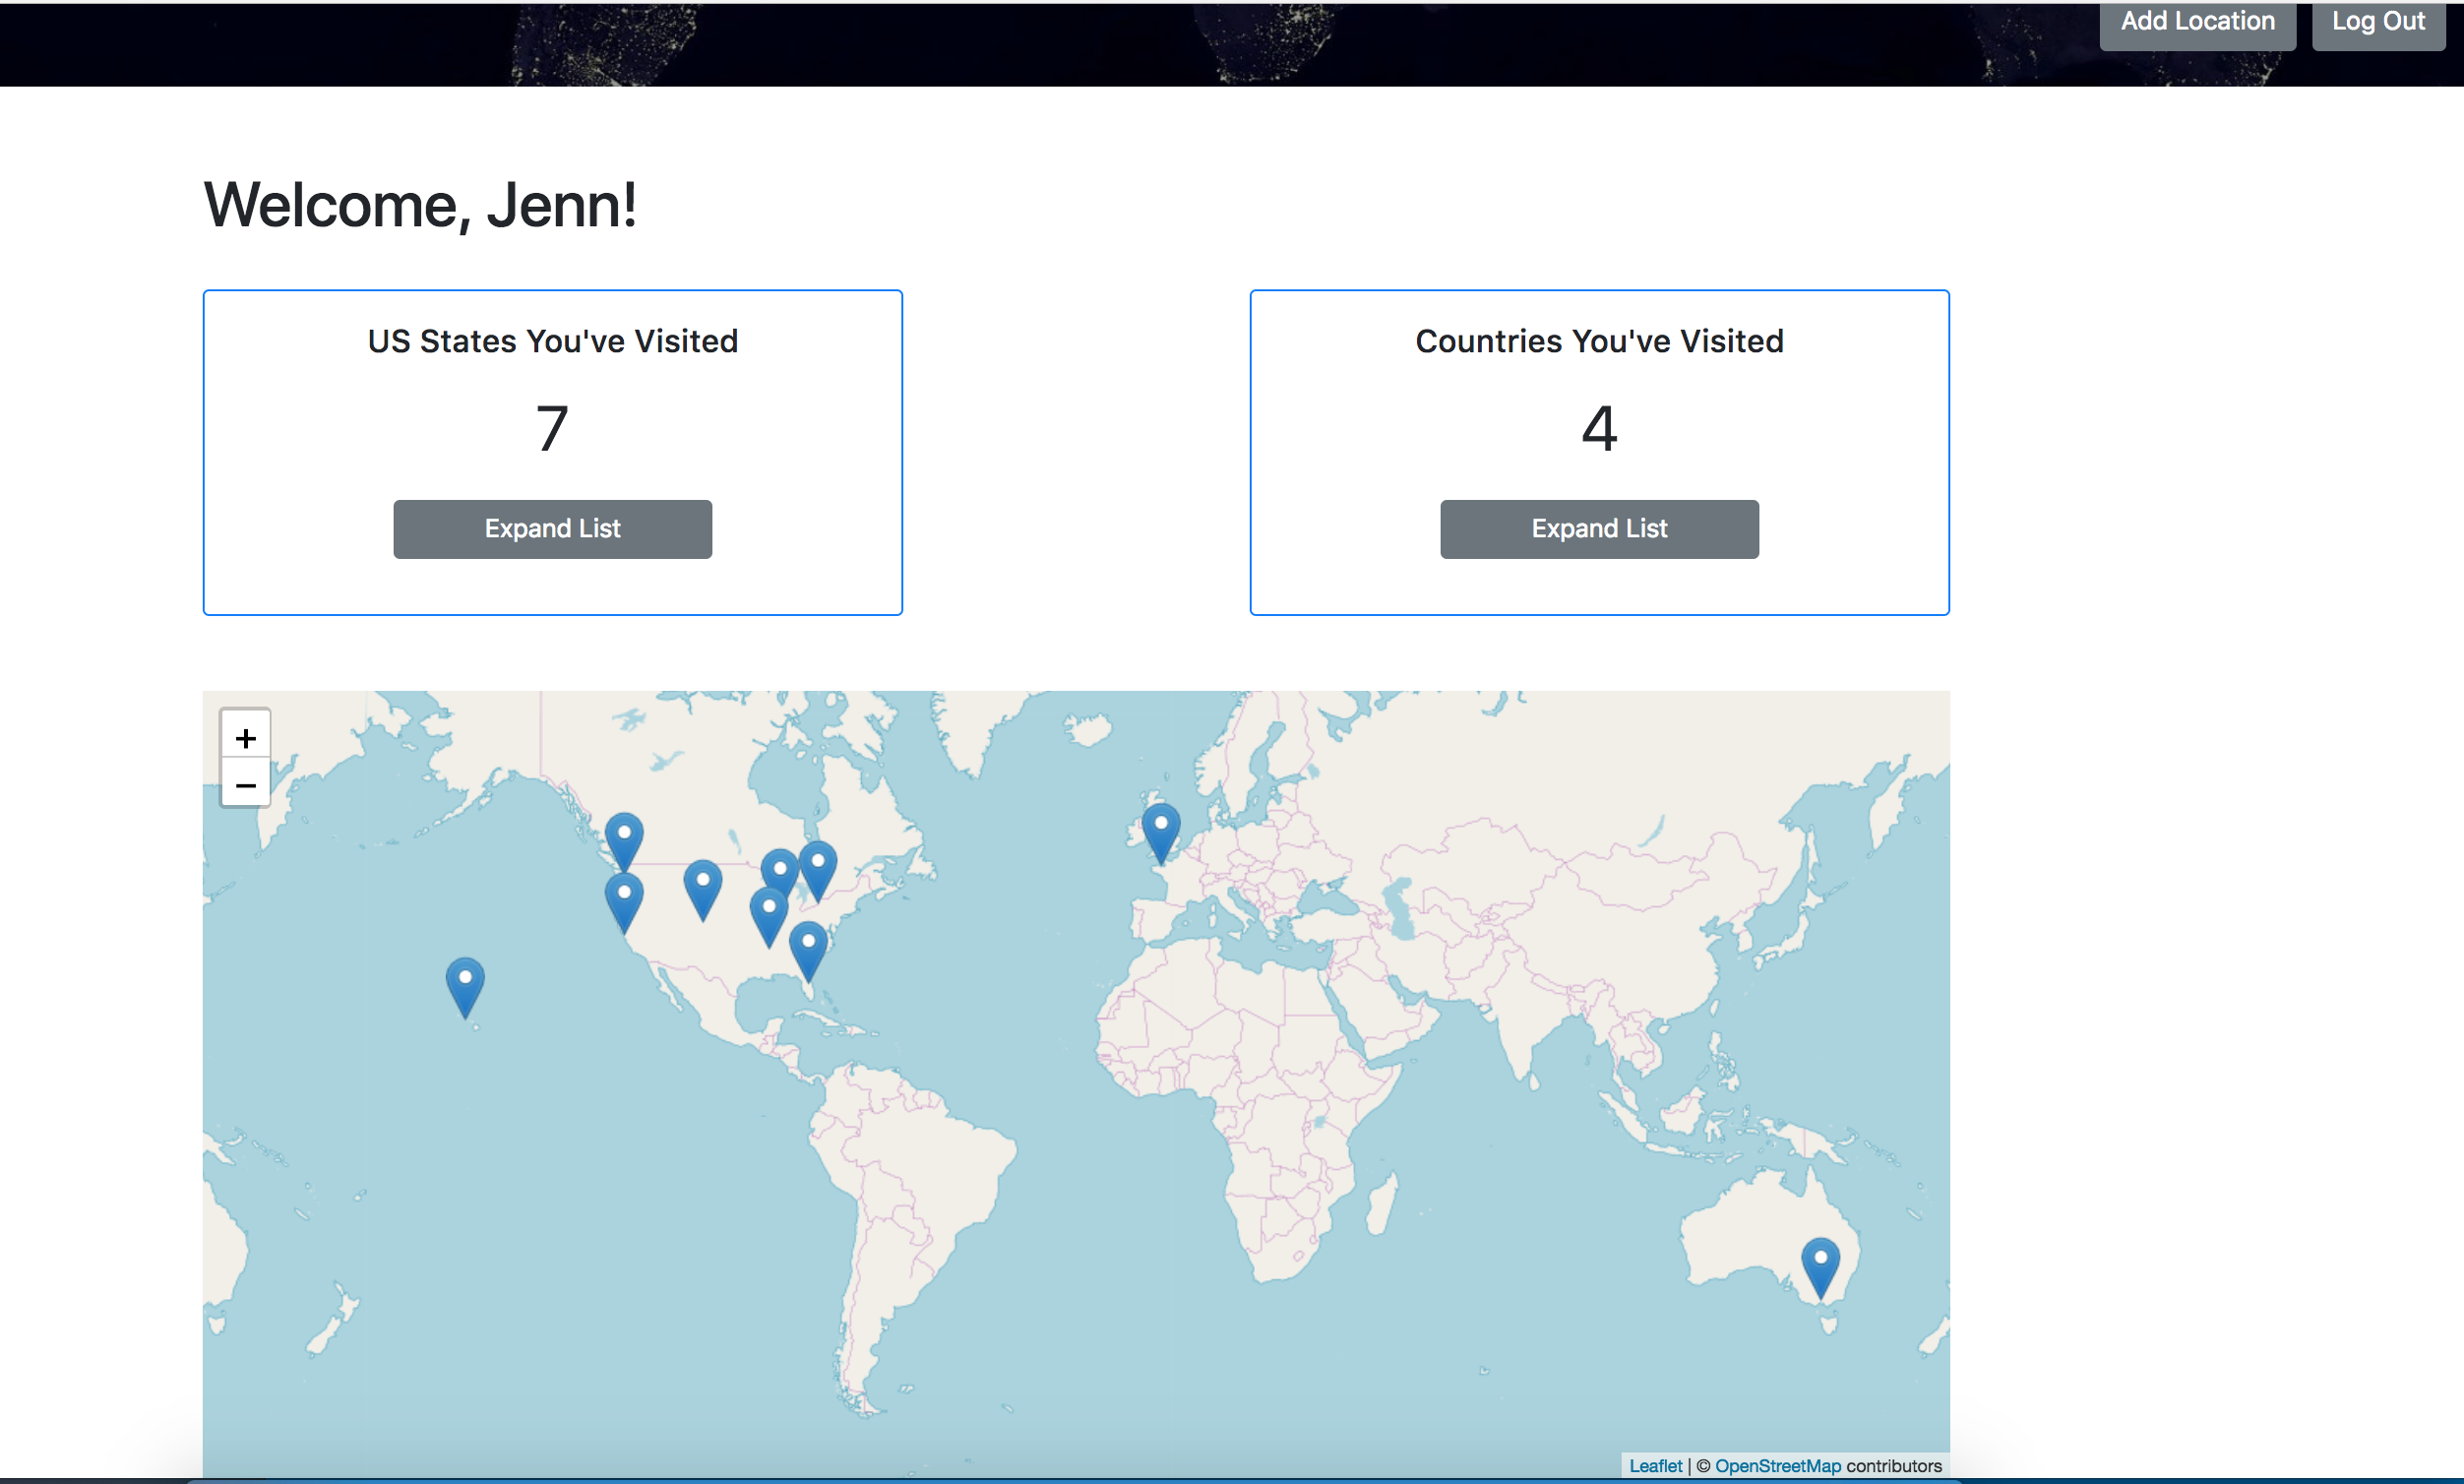 Add Location Log Out
Welcome, Jenn!
US States You've Visited
7
Expand List
Countries You've Visited
4
Expand List
+
−
Leaflet | © OpenStreetMap contributors